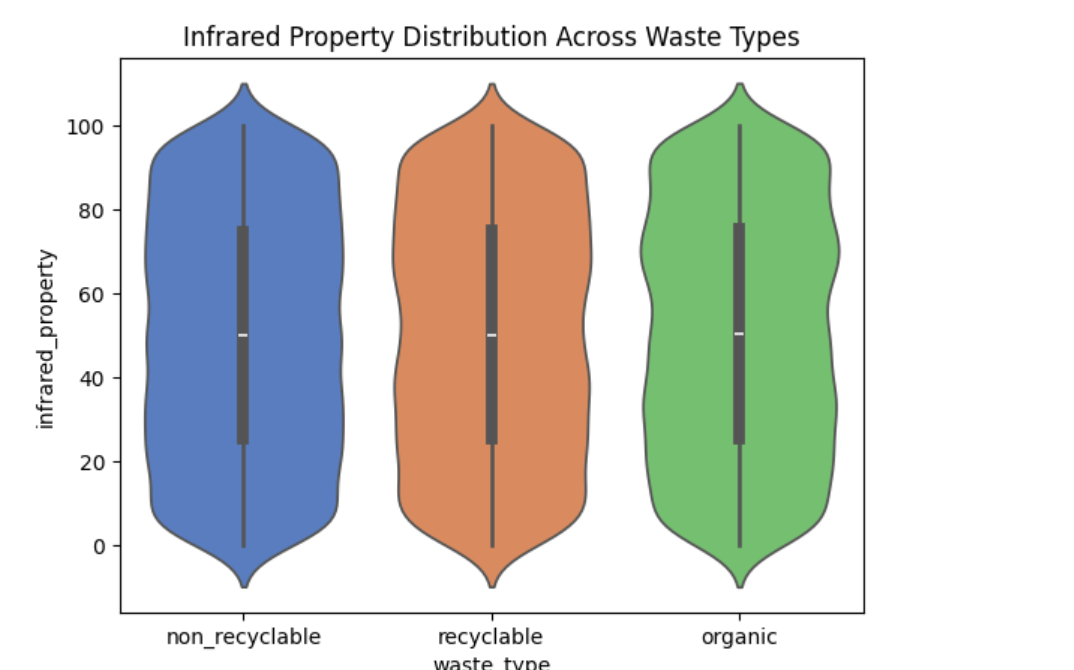 Infrared Property Distribution Across Waste Types
100
80
60
40
20
0
infrared_property
non_recyclable recyclable organic
waste_type